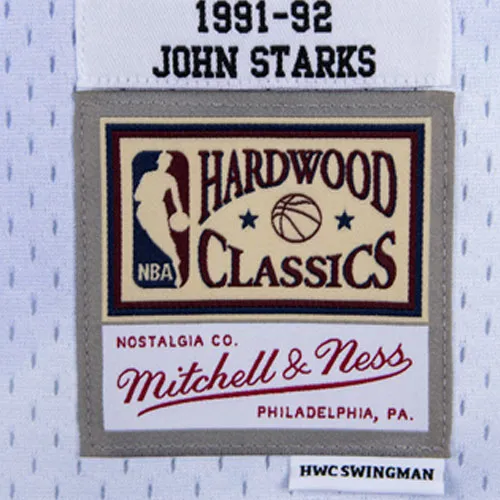 1991-92
JOHN STARKS
HARDWOOD
CLASSICS
NBA
NOSTALGIA CO.
Mitchell & Ness
PHILADELPHIA, PA.
HWC SWINGMAN